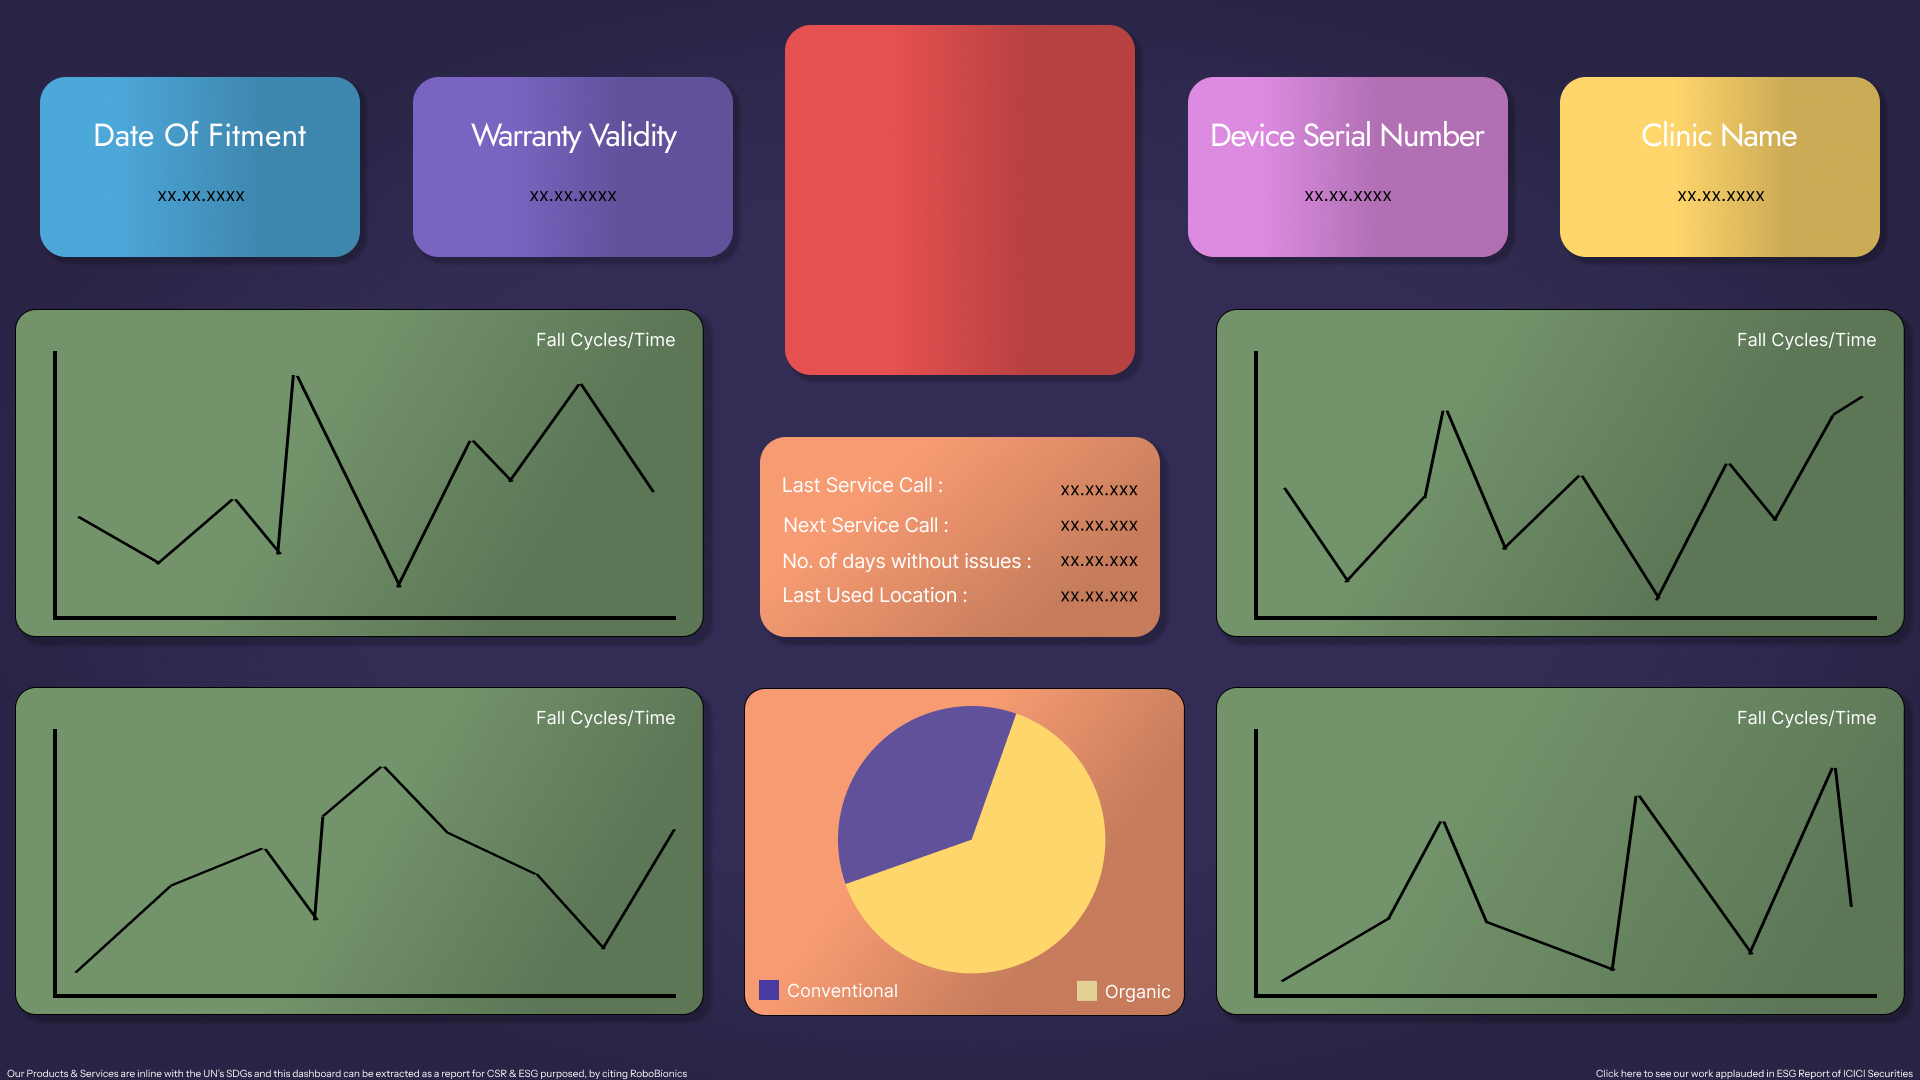 Date Of Fitment
xx.xx.xxxx
Warranty Validity
xx.xx.xxxx
Device Serial Number
xx.xx.xxxx
Clinic Name
xx.xx.xxxx
Fall Cycles/Time
Fall Cycles/Time
Last Service Call : xx.xx.xxx
Next Service Call : xx.xx.xxx
No. of days without issues : xx.xx.xxx
Last Used Location : xx.xx.xxx
Fall Cycles/Time
Fall Cycles/Time
Conventional
Organic
Our Products & Services are inline with the UN's SDGs and this dashboard can be extracted as a report for CSR & ESG purposed, by citing RoboBionics
Click here to see our work applauded in ESG Report of ICICI Securities